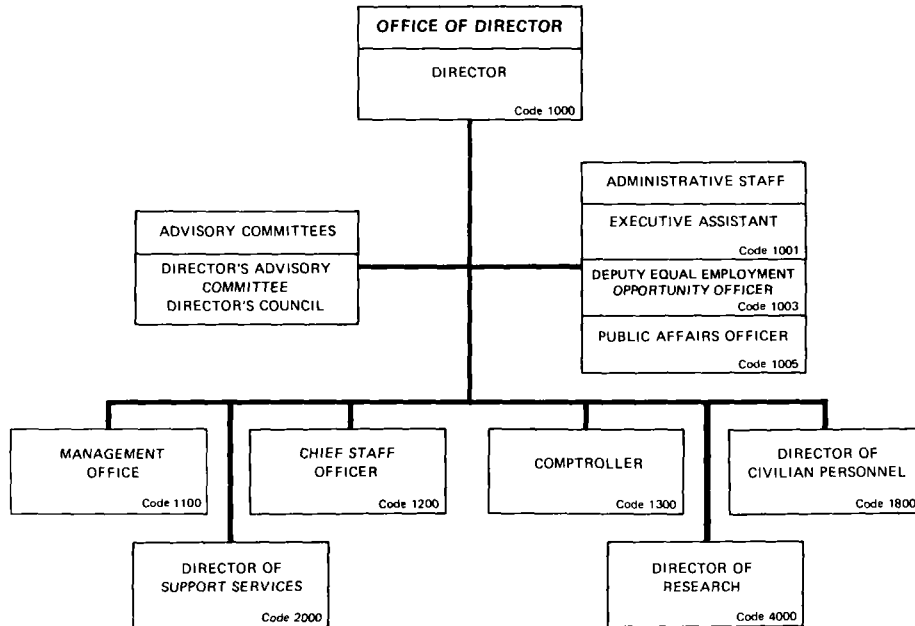 OFFICE OF DIRECTOR
DIRECTOR
Code 1000
ADVISORY COMMITTEES
DIRECTOR'S ADVISORY
COMMITTEE
DIRECTOR'S COUNCIL
ADMINISTRATIVE STAFF
EXECUTIVE ASSISTANT
Code 1001
DEPUTY EQUAL EMPLOYMENT
OPPORTUNITY OFFICER
Code 1003
PUBLIC AFFAIRS OFFICER
Code 1005
MANAGEMENT
OFFICE
Code 1100
CHIEF STAFF
OFFICER
Code 1200
COMPTROLLER
Code 1300
DIRECTOR OF
CIVILIAN PERSONNEL
Code 1800
DIRECTOR OF
SUPPORT SERVICES
Code 2000
DIRECTOR OF
RESEARCH
Code 4000